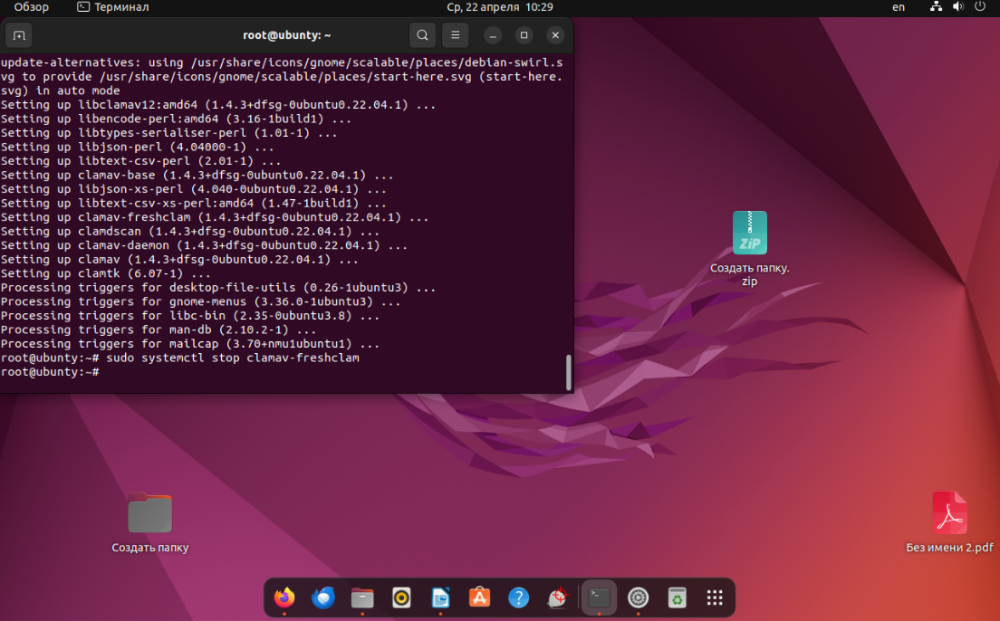 Обзор
Терминал
Ср, 22 апреля 10:29
en
root@ubunty: ~
update-alternatives: using /usr/share/icons/gnome/scalable/places/debian-swirl.s
vg to provide /usr/share/icons/gnome/scalable/places/start-here.svg (start-here.
svg) in auto mode
Setting up libclamav12:amd64 (1.4.3+dfsg-0ubuntu0.22.04.1) ...
Setting up libencode-perl:amd64 (3.16-1build1) ...
Setting up libtypes-serialiser-perl (1.01-1) ...
Setting up libjson-perl (4.04000-1) ...
Setting up libtext-csv-perl (2.01-1) ...
Setting up clamav-base (1.4.3+dfsg-0ubuntu0.22.04.1) ...
Setting up libjson-xs-perl (4.040-0ubuntu0.22.04.1) ...
Setting up libtext-csv-xs-perl:amd64 (1.47-1build1) ...
Setting up clamav-freshclam (1.4.3+dfsg-0ubuntu0.22.04.1) ...
Setting up clamdscan (1.4.3+dfsg-0ubuntu0.22.04.1) ...
Setting up clamav-daemon (1.4.3+dfsg-0ubuntu0.22.04.1) ...
Setting up clamav (1.4.3+dfsg-0ubuntu0.22.04.1) ...
Setting up clamtk (6.07-1) ...
Processing triggers for desktop-file-utils (0.26-1ubuntu3) ...
Processing triggers for gnome-menus (3.36.0-1ubuntu3) ...
Processing triggers for libc-bin (2.35-0ubuntu3.8) ...
Processing triggers for man-db (2.10.2-1) ...
Processing triggers for mailcap (3.70+nmu1ubuntu1) ...
root@ubunty:~# sudo systemctl stop clamav-freshclam
root@ubunty:~#
ZiP
Создать папку.
zip
Создать папку
Без имени 2.pdf